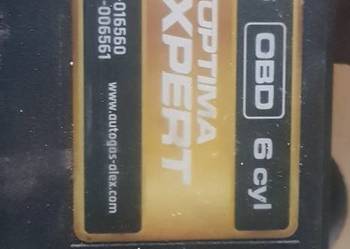 OBD 6 cyl
OPTIMA
XPERT
-016560
-006561
www.autogas-alex.com